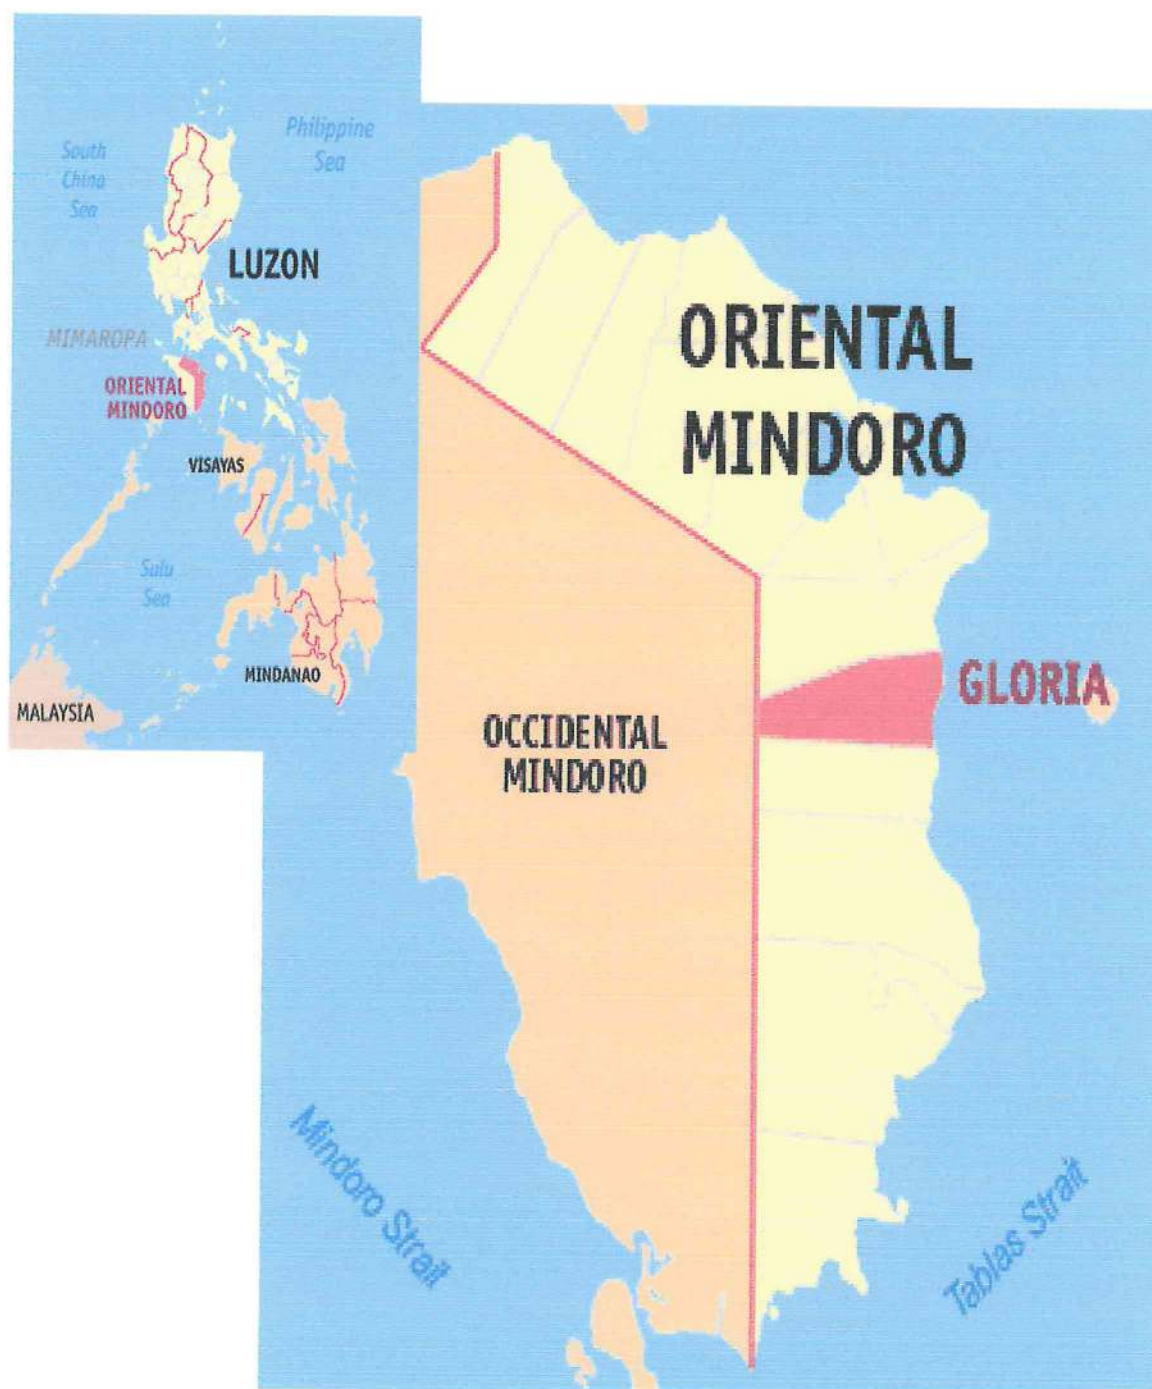 Philippine
Sea
South
China
Sea
LUZON
MIMAROPA
ORIENTAL
MINDORO
VISAYAS
Sulu
Sea
MINDANAO
MALAYSIA
ORIENTAL
MINDORO
GLORIA
OCCIDENTAL
MINDORO
Mindoro Strait
Tablas Strait